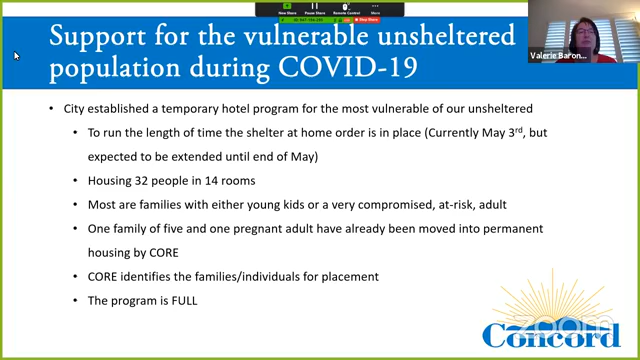 New Share
Pause Share
Remote Control
More
Stop Share
Support for the vulnerable unsheltered
population during COVID-19
Valerie Baron...
• City established a temporary hotel program for the most vulnerable of our unsheltered
• To run the length of time the shelter at home order is in place (Currently May 3rd, but
expected to be extended until end of May)
• Housing 32 people in 14 rooms
• Most are families with either young kids or a very compromised, at-risk, adult
• One family of five and one pregnant adult have already been moved into permanent
housing by CORE
• CORE identifies the families/individuals for placement
• The program is FULL
zoom
Concord